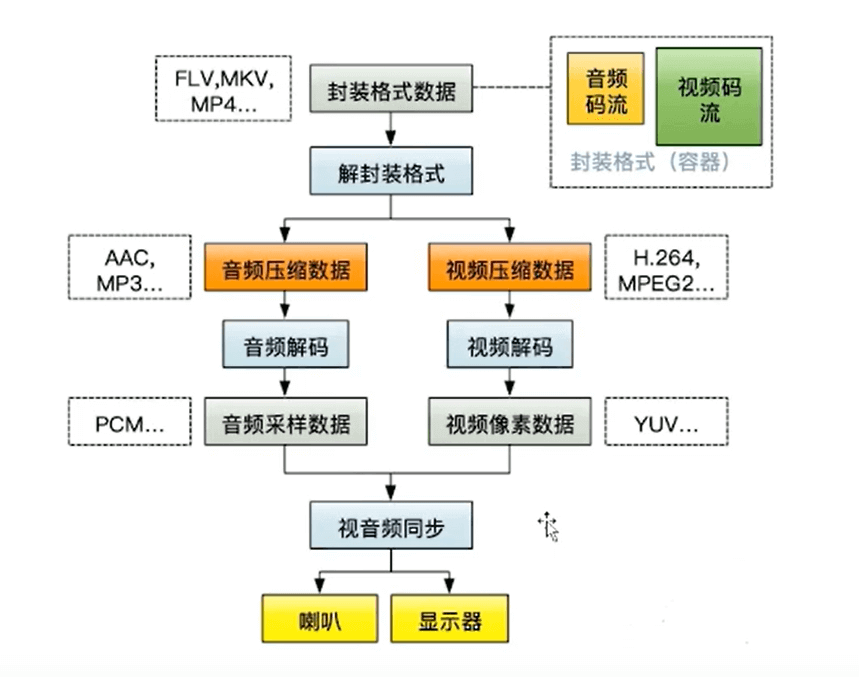 FLV,MKV,
MP4...
封装格式数据
音频
码流
视频码
流
封装格式（容器）
解封装格式
AAC,
MP3...
音频压缩数据
视频压缩数据
H.264,
MPEG2...
音频解码
视频解码
PCM...
音频采样数据
视频像素数据
YUV...
视音频同步
喇叭
显示器